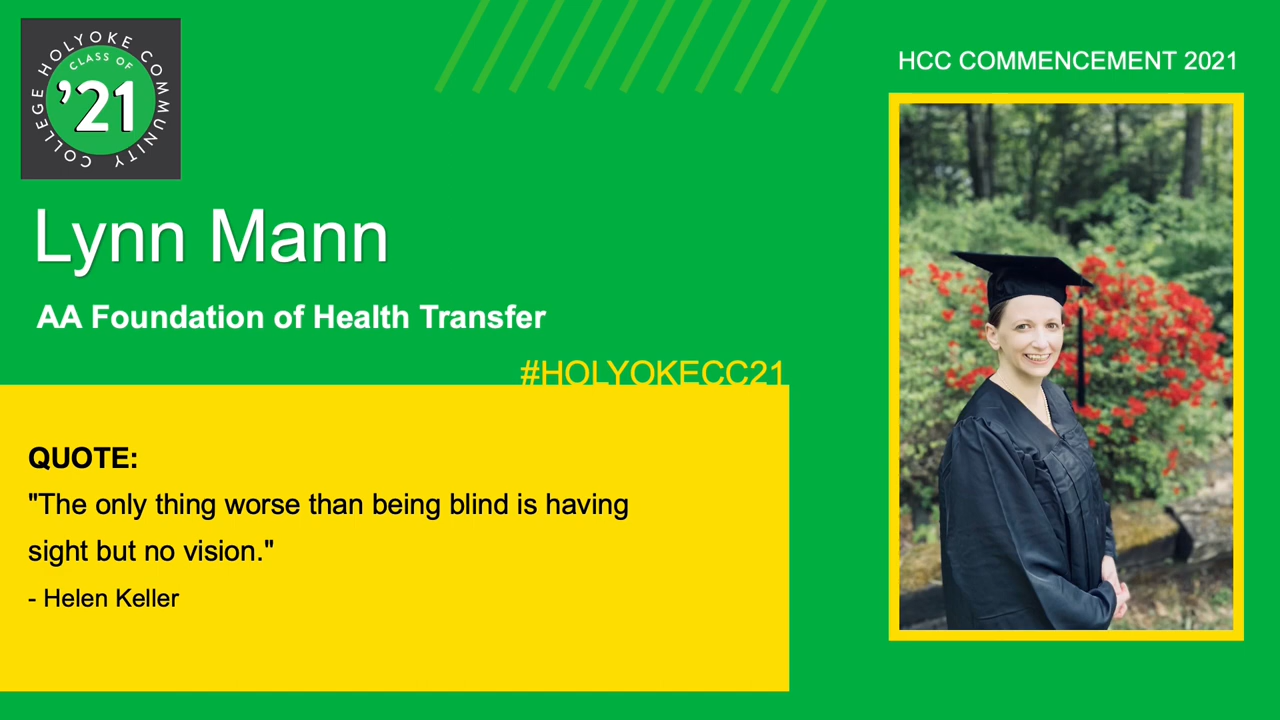 HOLYOKE COMMUNITY COLLEGE
CLASS OF
’21
HCC COMMENCEMENT 2021
Lynn Mann
AA Foundation of Health Transfer
#HOLYOKECC21
QUOTE:
"The only thing worse than being blind is having
sight but no vision."
- Helen Keller